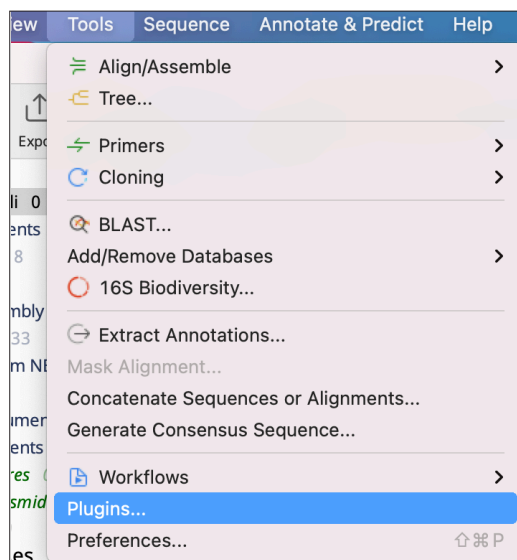 ew Tools Sequence Annotate & Predict Help
Align/Assemble
Tree...
Expo
Primers
Cloning
li 0
BLAST...
ents
8
Add/Remove Databases
16S Biodiversity...
mbly
33
Extract Annotations...
m NE
Mask Alignment...
Concatenate Sequences or Alignments...
umer
Generate Consensus Sequence...
ents
res
Workflows
smid
Plugins...
Preferences... ⇧⌘P
es